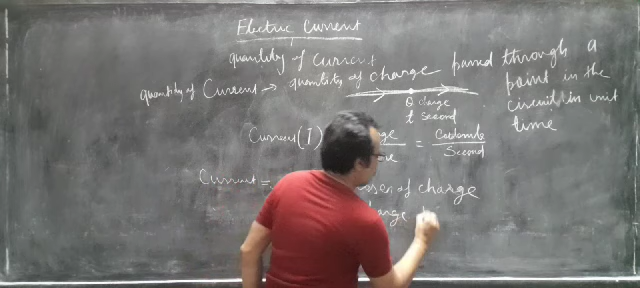 Electric Current
quantity of Current
quantity of Current → quantity of charge passed through a
point in the
circuit in unit
time
Q charge
t second
Current (I)
= Coulombs
Second
Current =
of charge